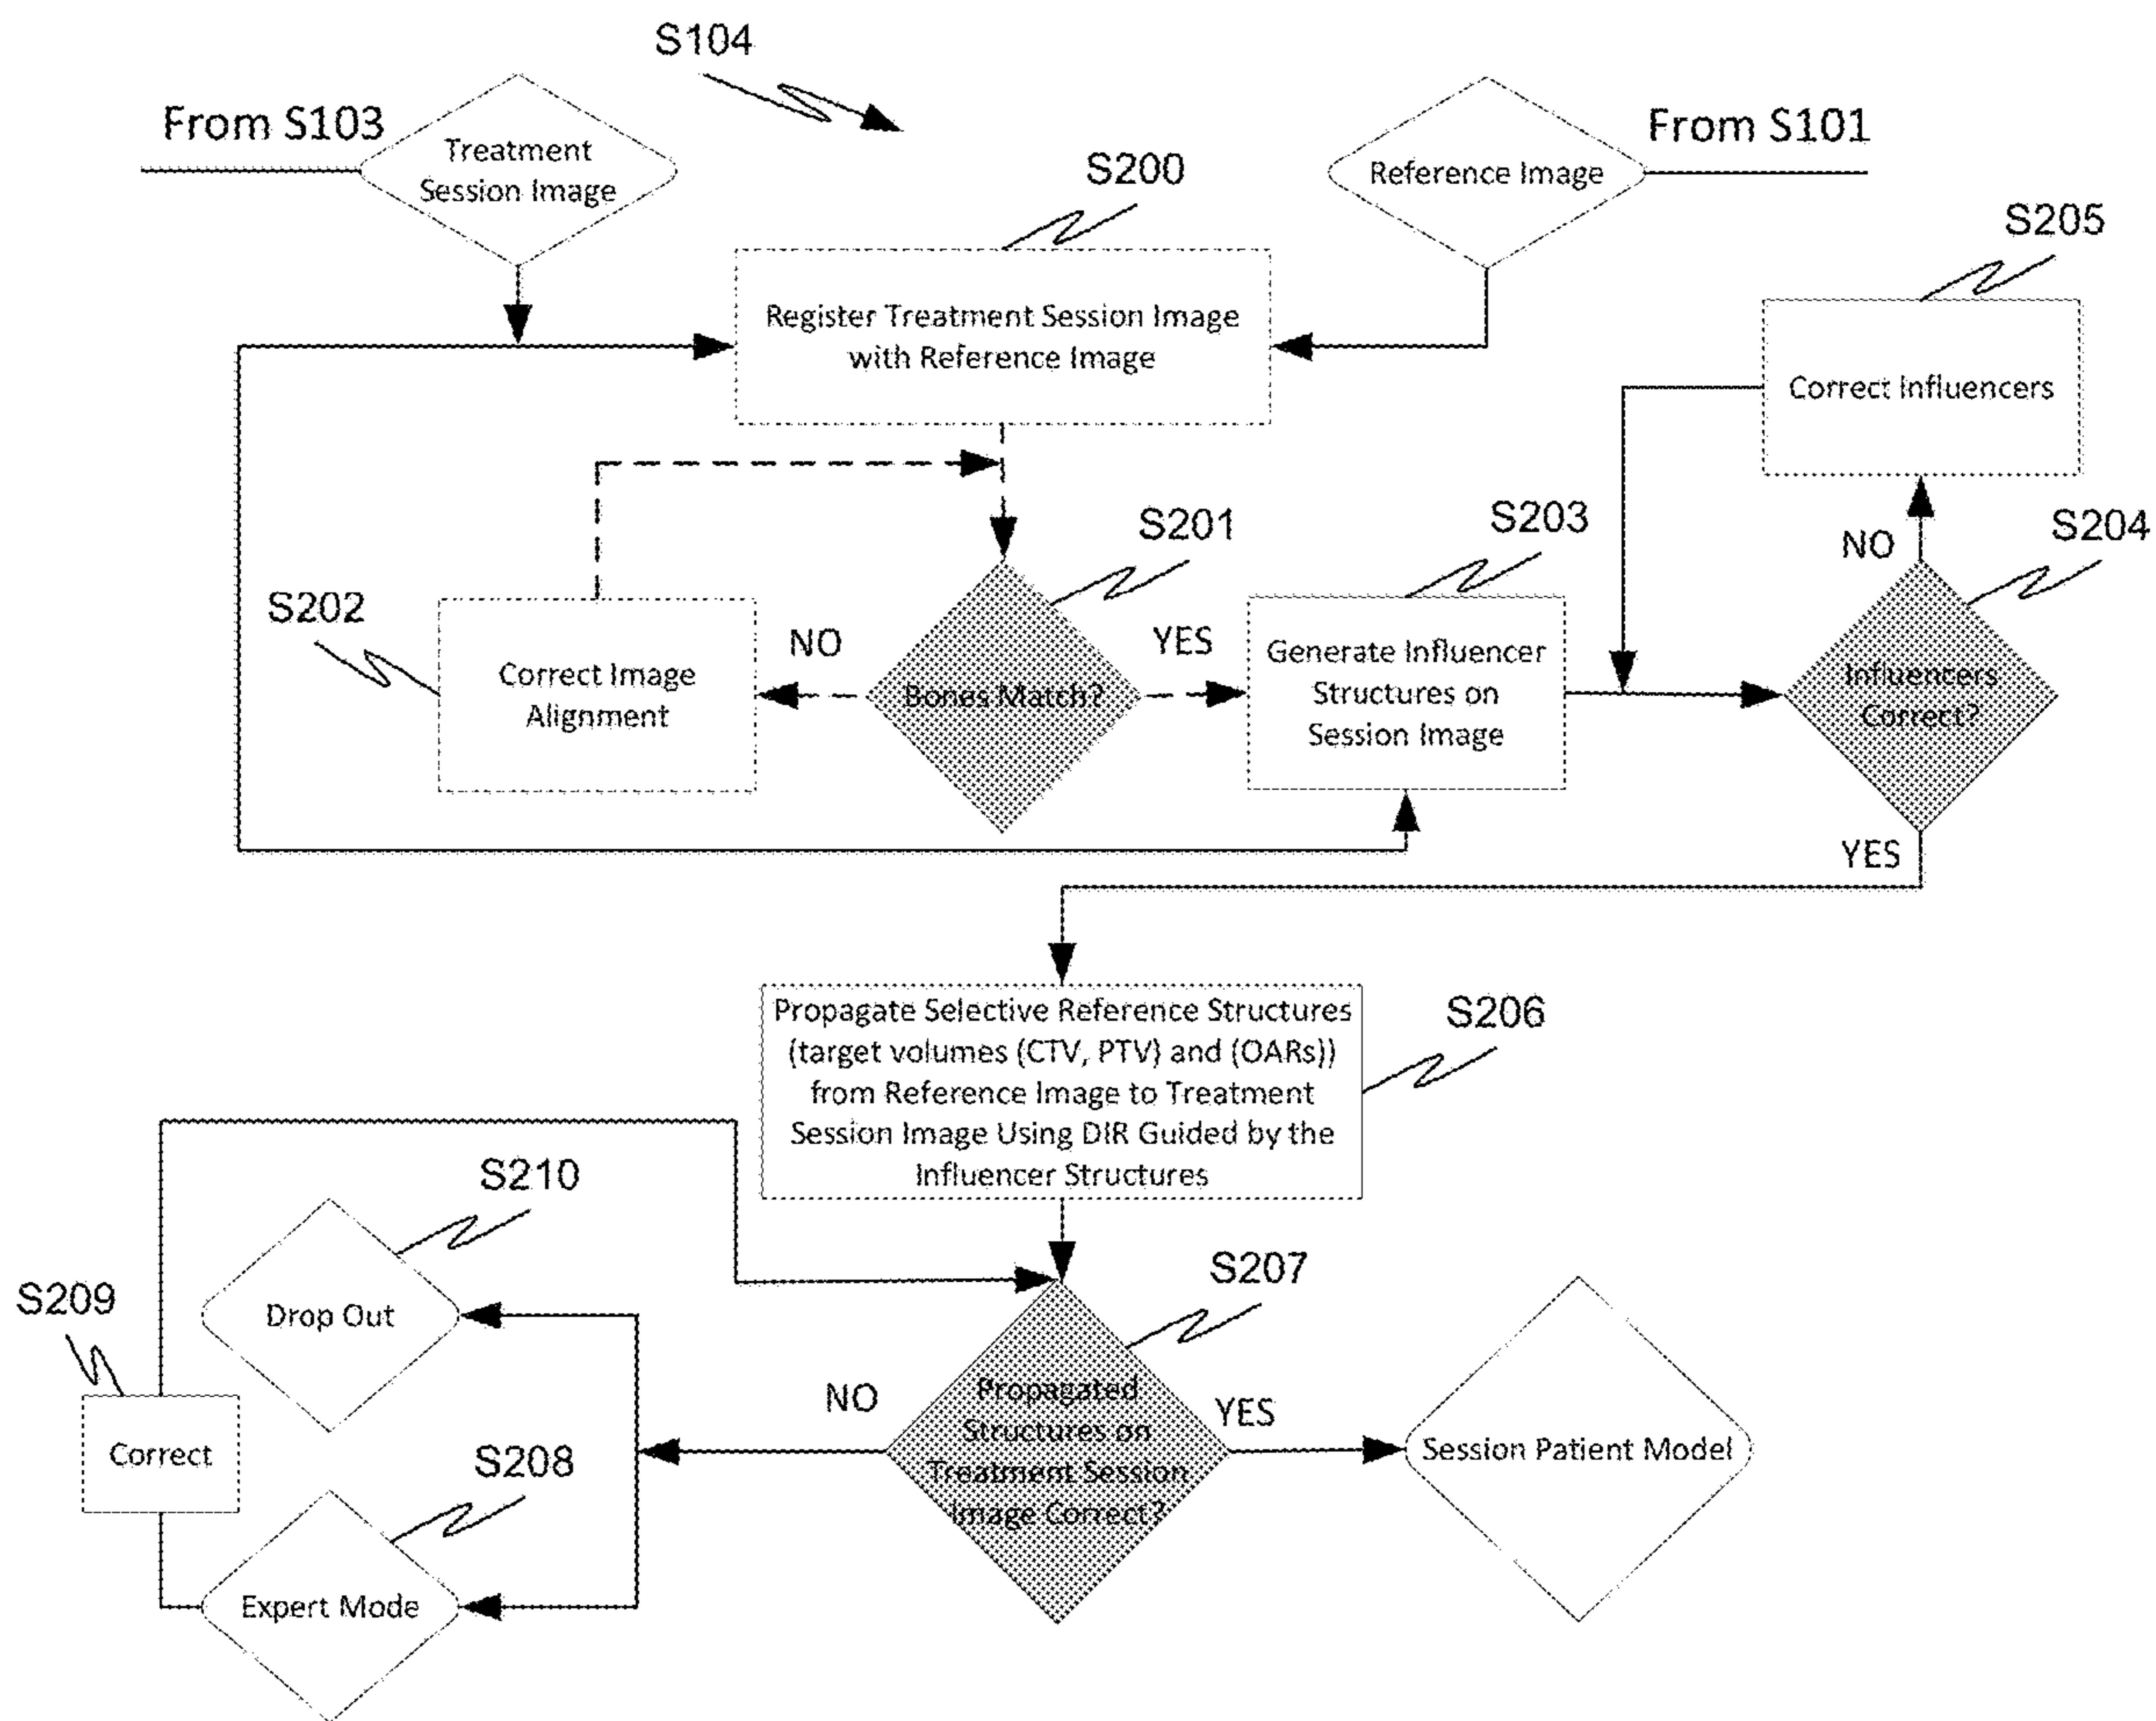 S104
From S103
Treatment
Session Image
S200
Reference Image
From S101
S205
Register Treatment Session Image
with Reference Image
Correct Influencers
S201
S203
NO
S204
S202
Correct Image
Alignment
NO
Bones Match?
YES
Generate Influencer
Structures on
Session Image
Influencers
Correct?
YES
Propagate Selective Reference Structures
(target volumes (CTV, PTV) and (OARs))
from Reference Image to Treatment
Session Image Using DIR Guided by the
Influencer Structures
S206
S210
Drop Out
S209
Correct
S208
Expert Mode
S207
NO
Propagated
Structures on
Treatment Session
Image Correct?
YES
Session Patient Model